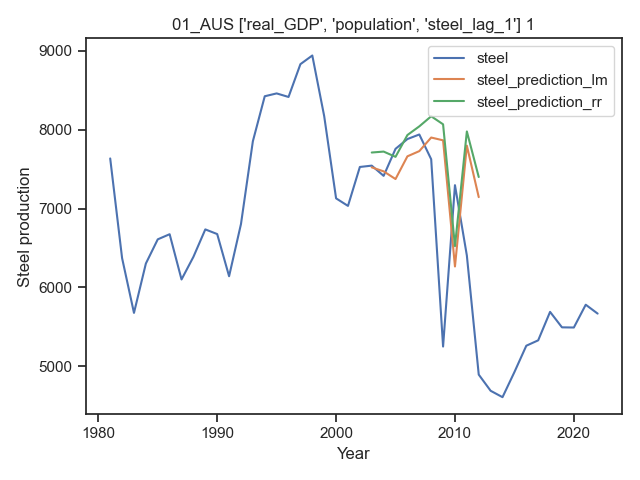 01_AUS ['real_GDP', 'population', 'steel_lag_1'] 1
steel
steel_prediction_lm
steel_prediction_rr
9000
8000
7000
6000
5000
Steel production
1980
1990
2000
2010
2020
Year